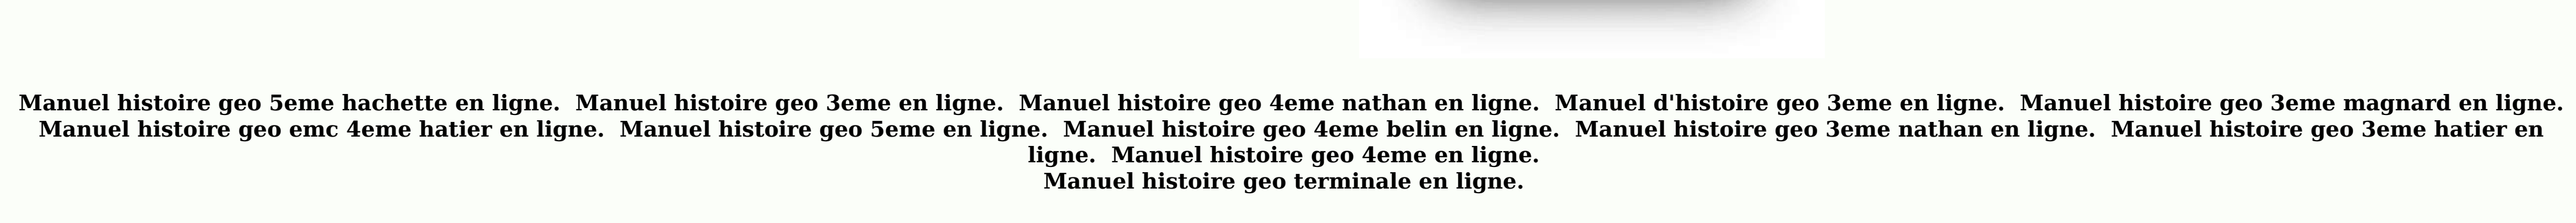 Manuel histoire geo 5eme hachette en ligne.  Manuel histoire geo 3eme en ligne.  Manuel histoire geo 4eme nathan en ligne.  Manuel d'histoire geo 3eme en ligne.  Manuel histoire geo 3eme magnard en ligne.
Manuel histoire geo emc 4eme hatier en ligne.  Manuel histoire geo 5eme en ligne.  Manuel histoire geo 4eme belin en ligne.  Manuel histoire geo 3eme nathan en ligne.  Manuel histoire geo 3eme hatier en
ligne.  Manuel histoire geo 4eme en ligne.
Manuel histoire geo terminale en ligne.